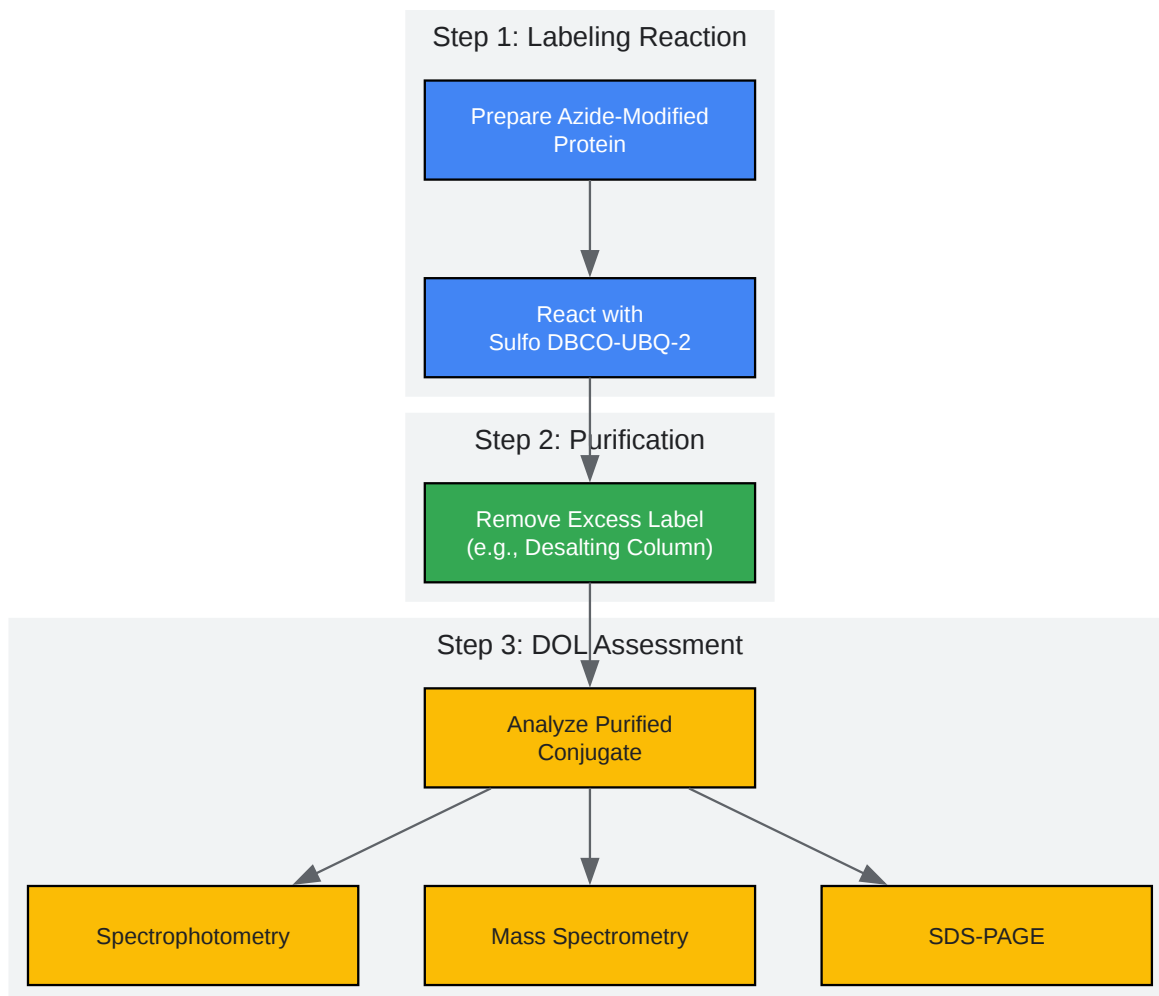 Step 1: Labeling Reaction
Prepare Azide-Modified
Protein
React with
Sulfo DBCO-UBQ-2
Step 2: Purification
Remove Excess Label
(e.g., Desalting Column)
Step 3: DOL Assessment
Analyze Purified
Conjugate
Spectrophotometry
Mass Spectrometry
SDS-PAGE